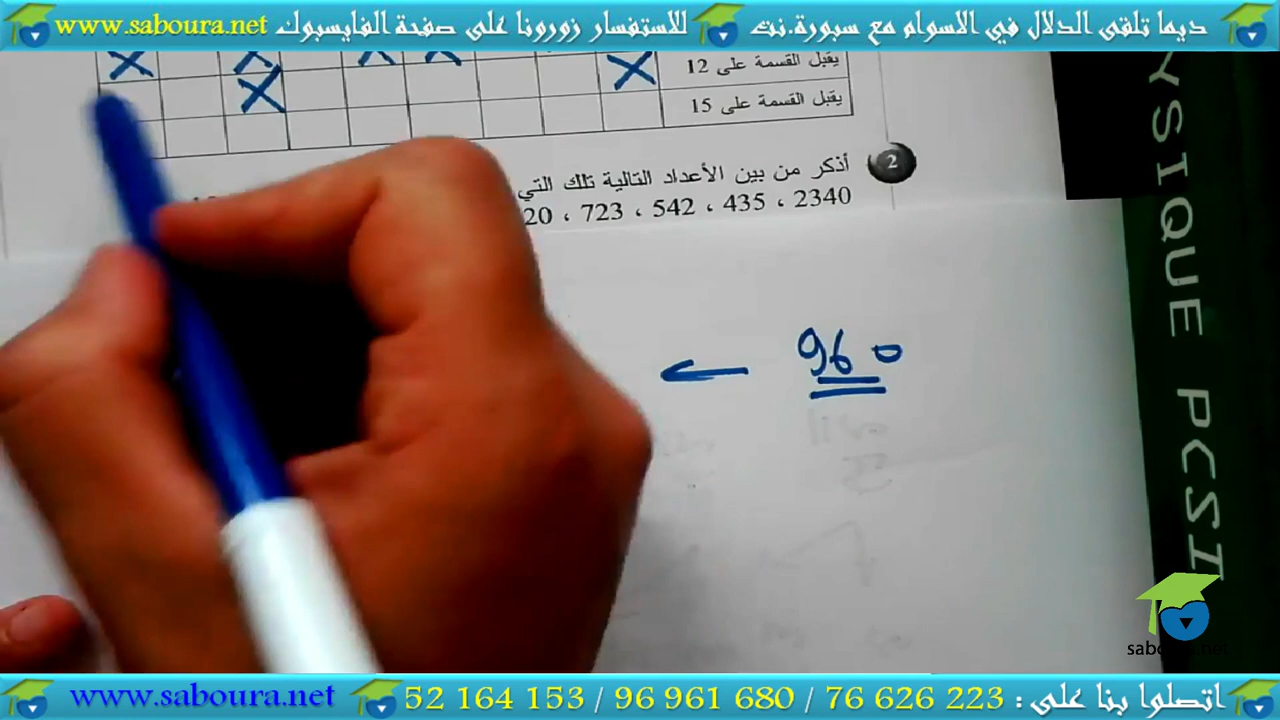 ديما تلقى الدلال في الاسوام مع سبورة.نت للاستفسار زورونا على صفحة الفايسبوك www.saboura.net
يقبل القسمة على 12
يقبل القسمة على 15
2 أذكر من بين الأعداد التالية تلك التي
2340 ، 435 ، 542 ، 723 ، 20
960
YSIQUE PCSI
saboura.net
اتصلوا بنا على : 52 164 153 / 96 961 680 / 76 626 223 www.saboura.net